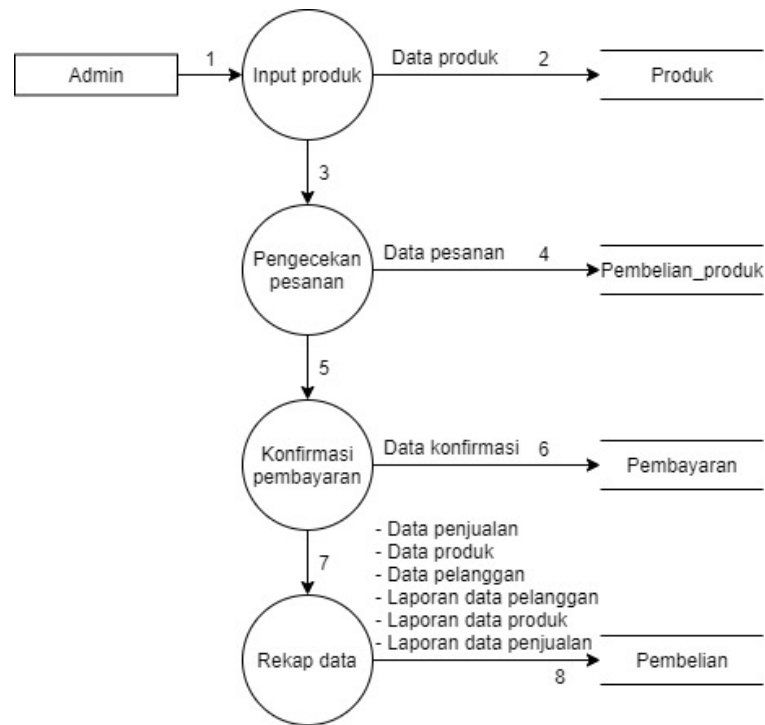 Admin
1
Input produk
Data produk
2
Produk
3
Pengecekan
pesanan
Data pesanan
4
Pembelian_produk
5
Konfirmasi
pembayaran
Data konfirmasi
6
Pembayaran
7
- Data penjualan
- Data produk
- Data pelanggan
- Laporan data pelanggan
- Laporan data produk
- Laporan data penjualan
Rekap data
8
Pembelian